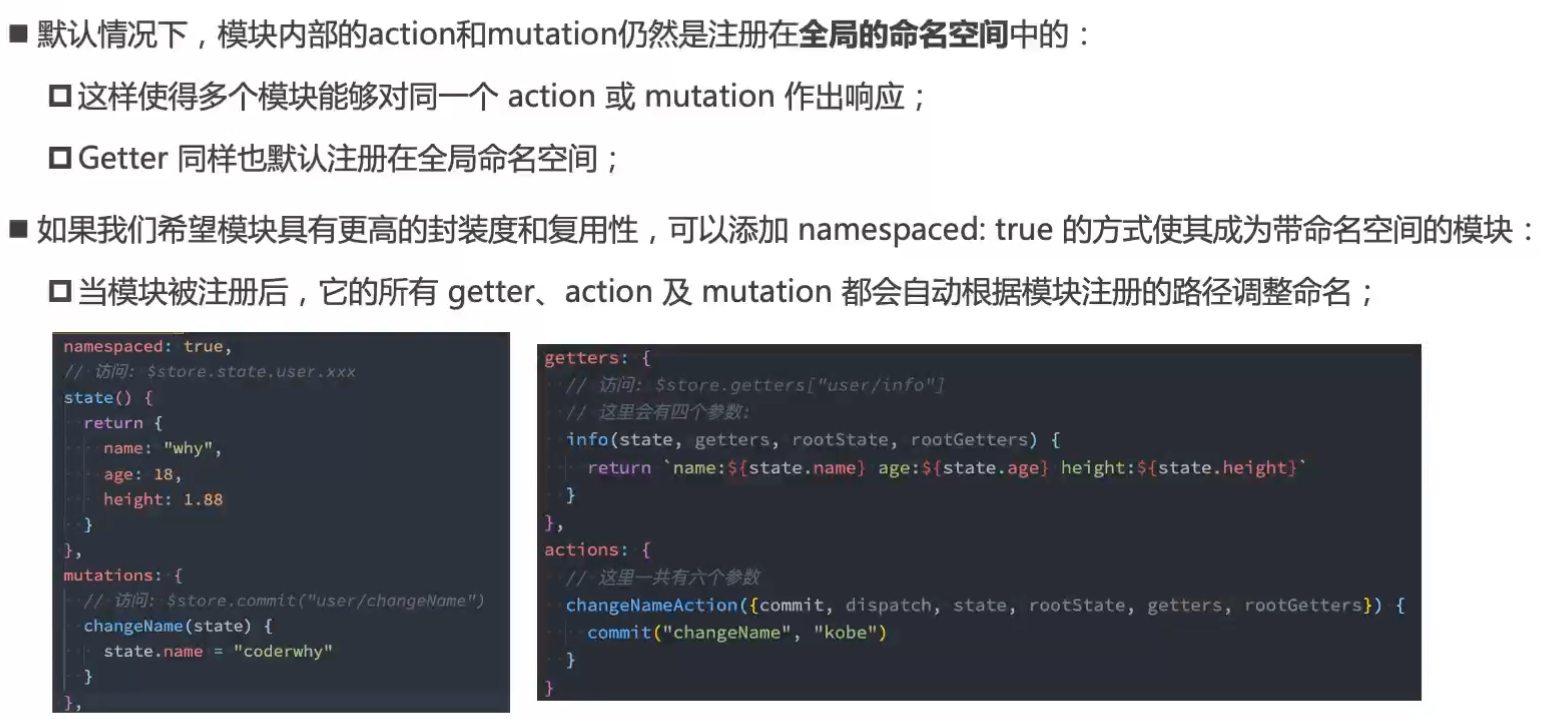 默认情况下，模块内部的action和mutation仍然是注册在全局的命名空间中的：
这样使得多个模块能够对同一个 action 或 mutation 作出响应；
Getter 同样也默认注册在全局命名空间；
如果我们希望模块具有更高的封装度和复用性，可以添加 namespaced: true 的方式使其成为带命名空间的模块：
当模块被注册后，它的所有 getter、action 及 mutation 都会自动根据模块注册的路径调整命名；
namespaced: true,
// 访问: $store.state.user.xxx
state() {
return {
name: "why",
age: 18,
height: 1.88
}
},
mutations: {
// 访问: $store.commit("user/changeName")
changeName(state) {
state.name = "coderwhy"
}
},
getters: {
// 访问: $store.getters["user/info"]
// 这里会有四个参数:
info(state, getters, rootState, rootGetters) {
return `name:${state.name} age:${state.age} height:${state.height}`
}
},
actions: {
// 这里一共有六个参数
changeNameAction({commit, dispatch, state, rootState, getters, rootGetters}) {
commit("changeName", "kobe")
}
}